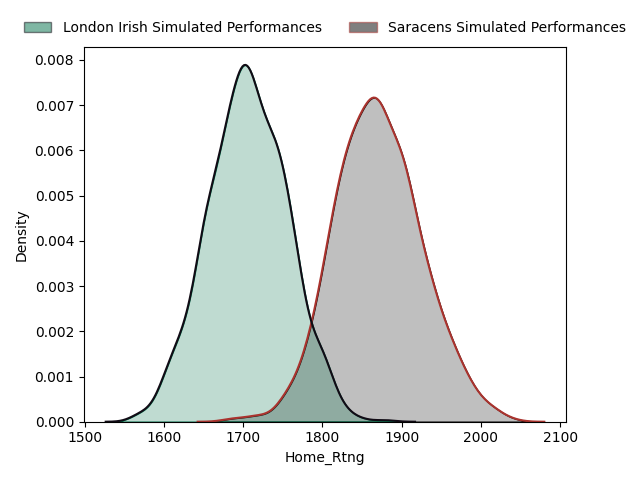 London Irish Simulated Performances
Saracens Simulated Performances
0.008
0.007
0.006
0.005
0.004
0.003
0.002
0.001
0.000
Density
1500 1600 1700 1800 1900 2000 2100
Home_Rtng